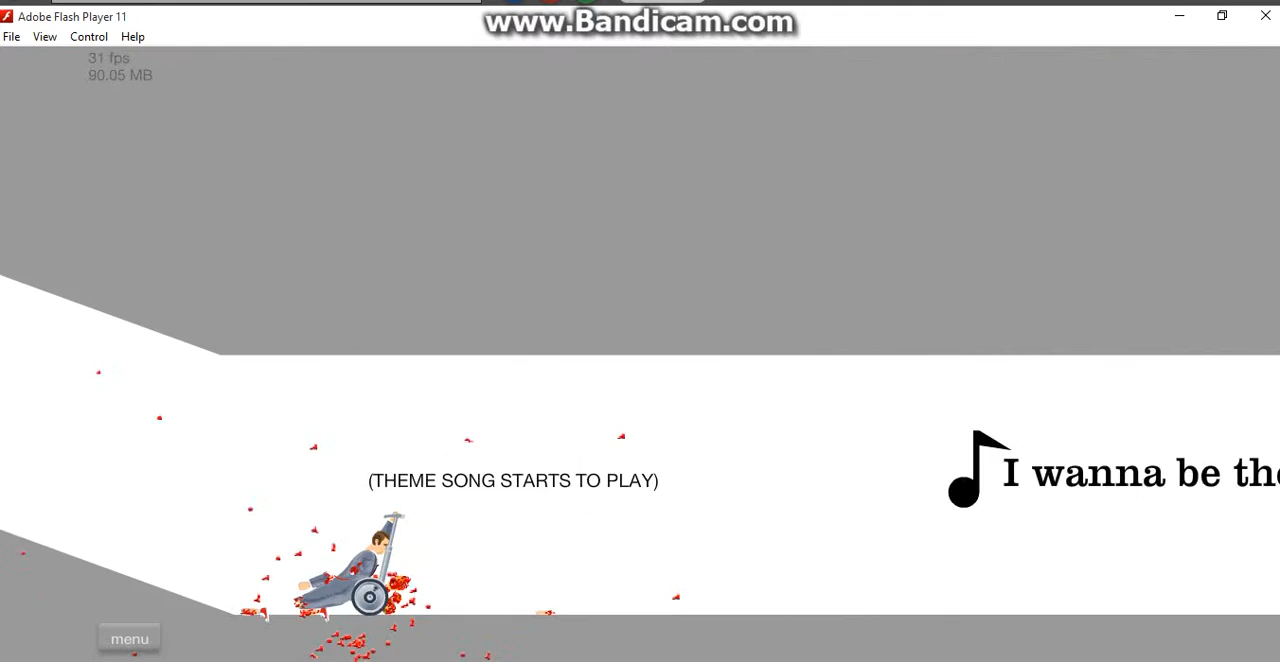 Adobe Flash Player 11
www.Bandicam.com
File View Control Help
31 fps
90.05 MB
(THEME SONG STARTS TO PLAY)
I wanna be the
menu